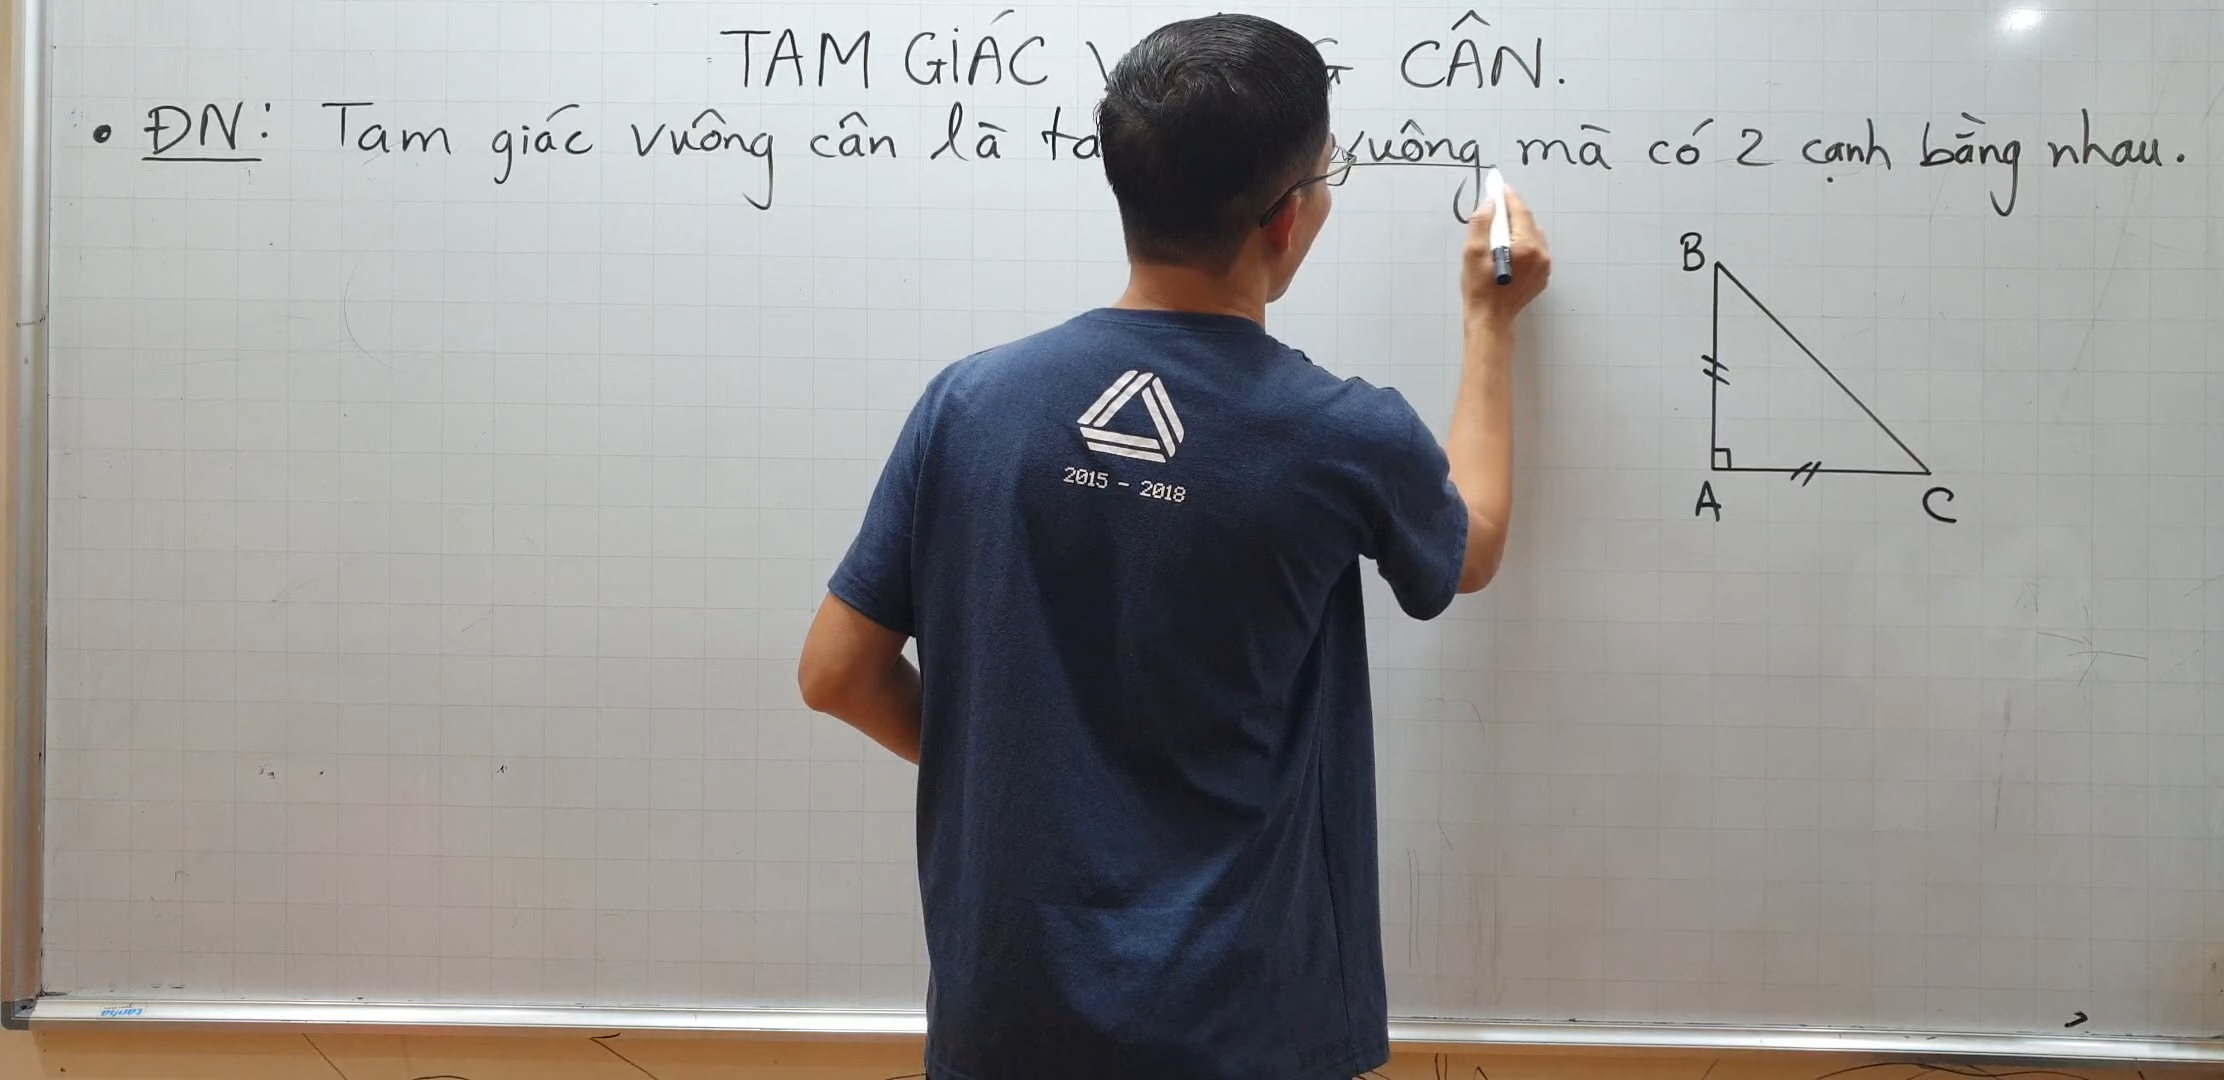 TAM GIÁC CÂN.
• ĐN: Tam giác vuông cân là vuông mà có 2 cạnh bằng nhau.
B
A C
2015 - 2018